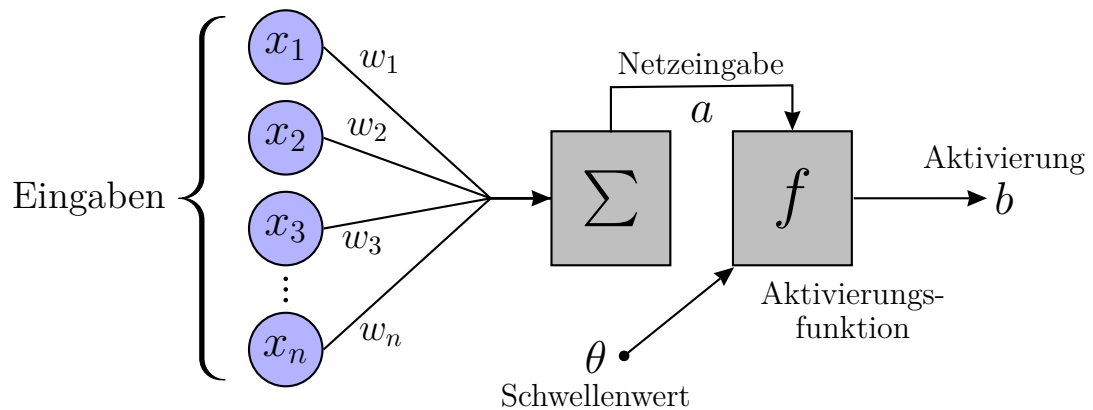 Eingaben
x₁
w₁
x₂
w₂
x₃
w₃
⋮
xₙ
wₙ
∑
Netzeingabe
a
f
Aktivierung
b
Aktivierungs-
funktion
θ
Schwellenwert